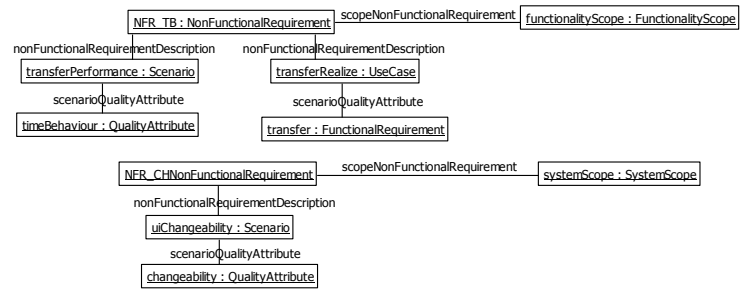 NFR_TB : NonFunctionalRequirement
scopeNonFunctionalRequirement
functionalityScope : FunctionalityScope
nonFunctionalRequirementDescription
nonFunctionalRequirementDescription
transferPerformance : Scenario
transferRealize : UseCase
scenarioQualityAttribute
scenarioQualityAttribute
timeBehaviour : QualityAttribute
transfer : FunctionalRequirement
NFR_CHNonFunctionalRequirement
scopeNonFunctionalRequirement
systemScope : SystemScope
nonFunctionalRequirementDescription
uiChangeability : Scenario
scenarioQualityAttribute
changeability : QualityAttribute